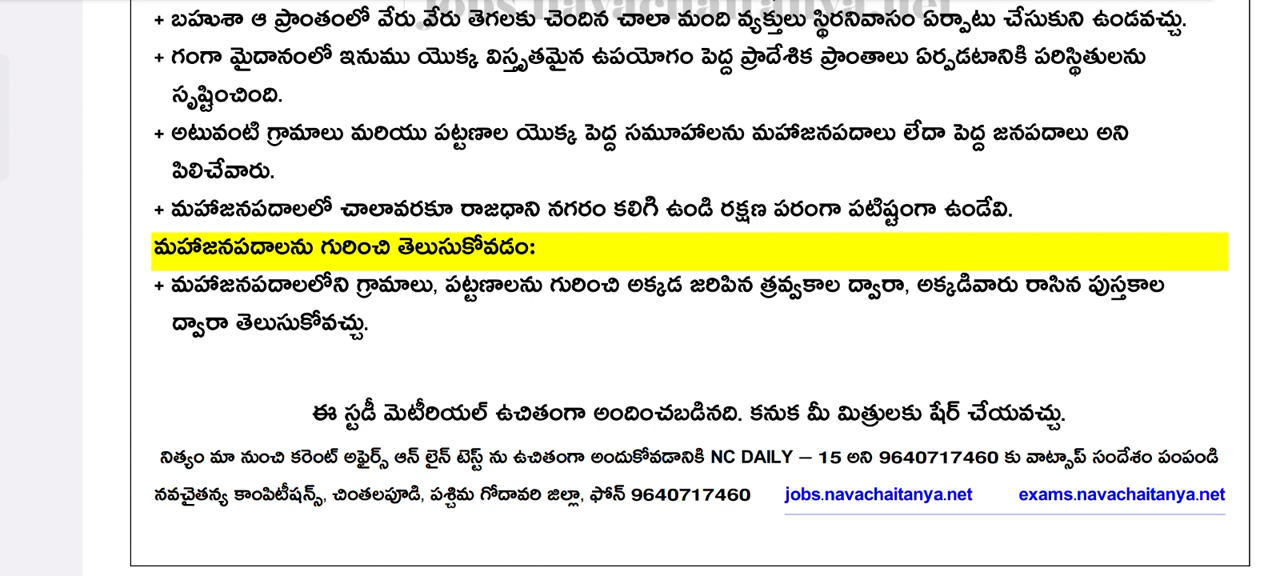 + బహుశా ఆ ప్రాంతంలో వేరు వేరు తెగలకు చెందిన చాలా మంది వ్యక్తులు స్థిరనివాసం ఏర్పాటు చేసుకుని ఉండవచ్చు.
+ గంగా మైదానంలో ఇనుము యొక్క విస్తృతమైన ఉపయోగం పెద్ద ప్రాదేశిక ప్రాంతాలు ఏర్పడటానికి పరిస్థితులను
సృష్టించింది.
+ అటువంటి గ్రామాలు మరియు పట్టణాల యొక్క పెద్ద సమూహాలను మహాజనపదాలు లేదా పెద్ద జనపదాలు అని
పిలిచేవారు.
+ మహాజనపదాలలో చాలావరకూ రాజధాని నగరం కలిగి ఉండి రక్షణ పరంగా పటిష్టంగా ఉండేవి.
మహాజనపదాలను గురించి తెలుసుకోవడం:
+ మహాజనపదాలలోని గ్రామాలు, పట్టణాలను గురించి అక్కడ జరిపిన త్రవ్వకాల ద్వారా, అక్కడివారు రాసిన పుస్తకాల
ద్వారా తెలుసుకోవచ్చు.
ఈ స్టడీ మెటీరియల్ ఉచితంగా అందించబడినది. కనుక మీ మిత్రులకు షేర్ చేయవచ్చు.
నిత్యం మా నుంచి కరెంట్ అఫైర్స్ ఆన్ లైన్ టెస్ట్ ను ఉచితంగా అందుకోవడానికి NC DAILY – 15 అని 9640717460 కు వాట్సాప్ సందేశం పంపండి
నవచైతన్య కాంపిటీషన్స్, చింతలపూడి, పశ్చిమ గోదావరి జిల్లా, ఫోన్ 9640717460 jobs.navachaitanya.net exams.navachaitanya.net